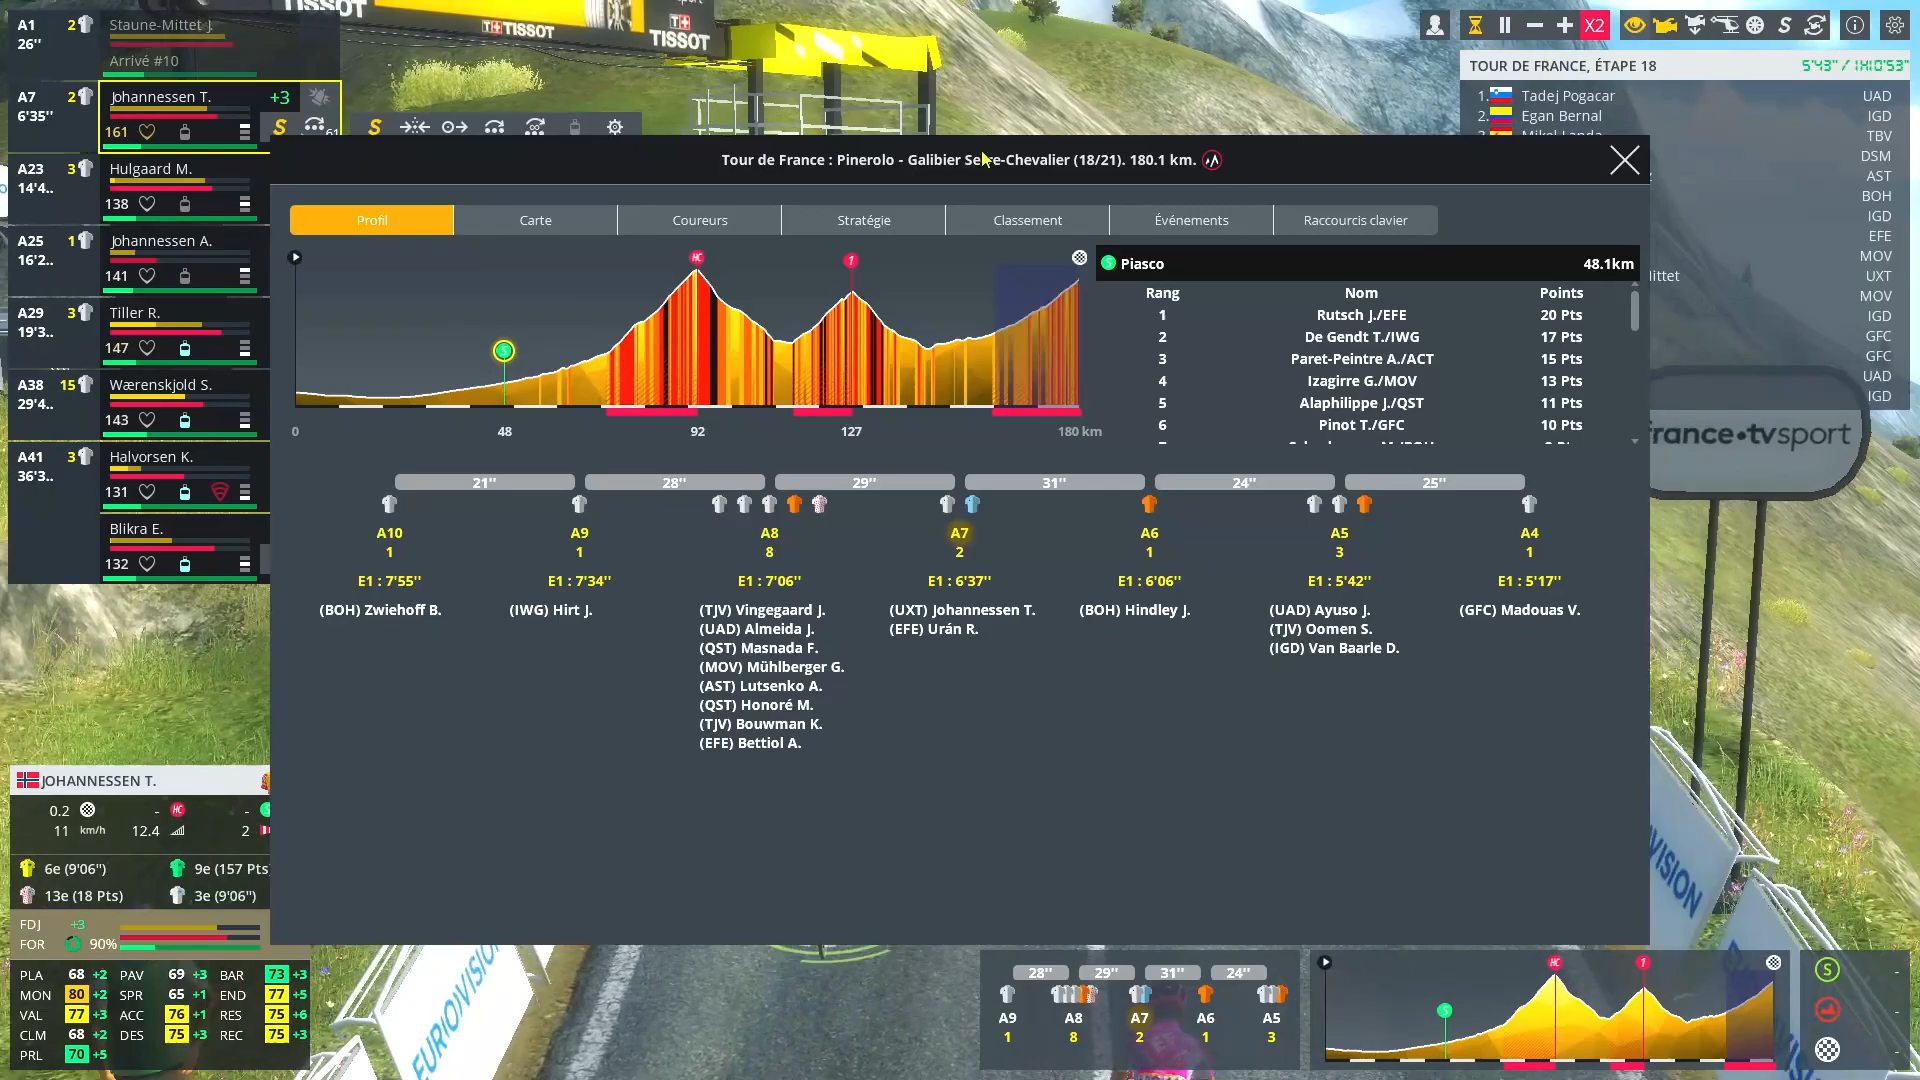 A1 2 Staune-Mittet J.
26''
Arrivé #10
A7 2 Johannessen T. +3
6'35''
161
A23 3 Hulgaard M.
14'4..
138
A25 1 Johannessen A.
16'2..
141
A29 3 Tiller R.
19'3..
147
A38 15 Wærenskjold S.
29'4..
143
A41 3 Halvorsen K.
36'3..
131
Blikra E.
132
TISSOT
TISSOT
TISSOT
X2
TOUR DE FRANCE, ÉTAPE 18 5'43'' / 1H10'53''
1. Tadej Pogacar UAD
2. Egan Bernal IGD
TBV
DSM
AST
BOH
IGD
EFE
MOV
UXT
MOV
IGD
GFC
GFC
UAD
IGD
france•tvsport
Tour de France : Pinerolo - Galibier Serre-Chevalier (18/21). 180.1 km.
Profil Carte Coureurs Stratégie Classement Événements Raccourcis clavier
HC 1 S
0 48 92 127 180 km
S Piasco 48.1km
Rang Nom Points
1 Rutsch J./EFE 20 Pts
2 De Gendt T./IWG 17 Pts
3 Paret-Peintre A./ACT 15 Pts
4 Izagirre G./MOV 13 Pts
5 Alaphilippe J./QST 11 Pts
6 Pinot T./GFC 10 Pts
21'' 28'' 29'' 31'' 24'' 25''
A10 A9 A8 A7 A6 A5 A4
1 1 8 2 1 3 1
E1 : 7'55'' E1 : 7'34'' E1 : 7'06'' E1 : 6'37'' E1 : 6'06'' E1 : 5'42'' E1 : 5'17''
(BOH) Zwiehoff B. (IWG) Hirt J. (TJV) Vingegaard J. (UXT) Johannessen T. (BOH) Hindley J. (UAD) Ayuso J. (GFC) Madouas V.
(UAD) Almeida J. (EFE) Urán R. (TJV) Oomen S.
(QST) Masnada F. (IGD) Van Baarle D.
(MOV) Mühlberger G.
(AST) Lutsenko A.
(QST) Honoré M.
(TJV) Bouwman K.
(EFE) Bettiol A.
JOHANNESSEN T.
0.2 - HC -
11 km/h 12.4 2
6e (9'06'') 9e (157 Pts)
13e (18 Pts) 3e (9'06'')
FDJ +3
FOR 90%
PLA 68 +2 PAV 69 +3 BAR 73 +3
MON 80 +2 SPR 65 +1 END 77 +5
VAL 77 +3 ACC 76 +1 RES 75 +6
CLM 68 +2 DES 75 +3 REC 75 +3
PRL 70 +5
EUROVISION
28'' 29'' 31'' 24''
A9 A8 A7 A6 A5
1 8 2 1 3
HC 1 S
S -
-
-